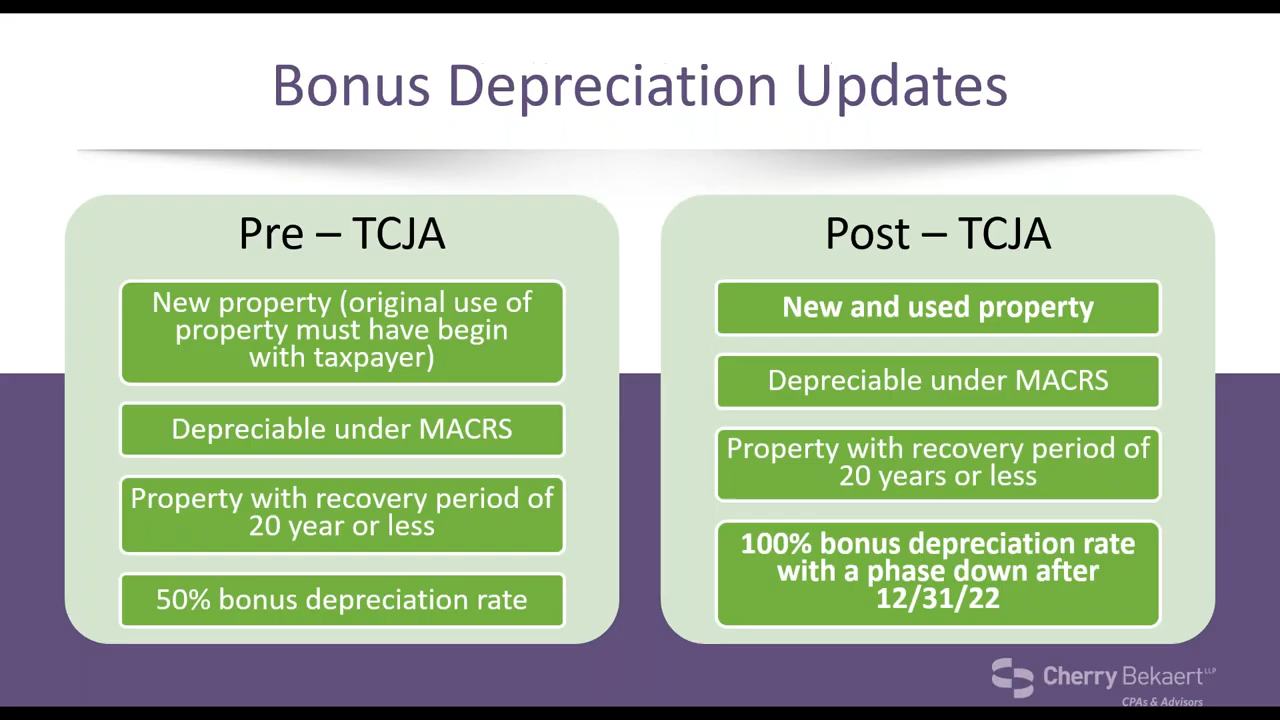 Bonus Depreciation Updates
Pre – TCJA
New property (original use of
property must have begin
with taxpayer)
Depreciable under MACRS
Property with recovery period of
20 year or less
50% bonus depreciation rate
Post – TCJA
New and used property
Depreciable under MACRS
Property with recovery period of
20 years or less
100% bonus depreciation rate
with a phase down after
12/31/22
Cherry Bekaert LLP
CPAs & Advisors